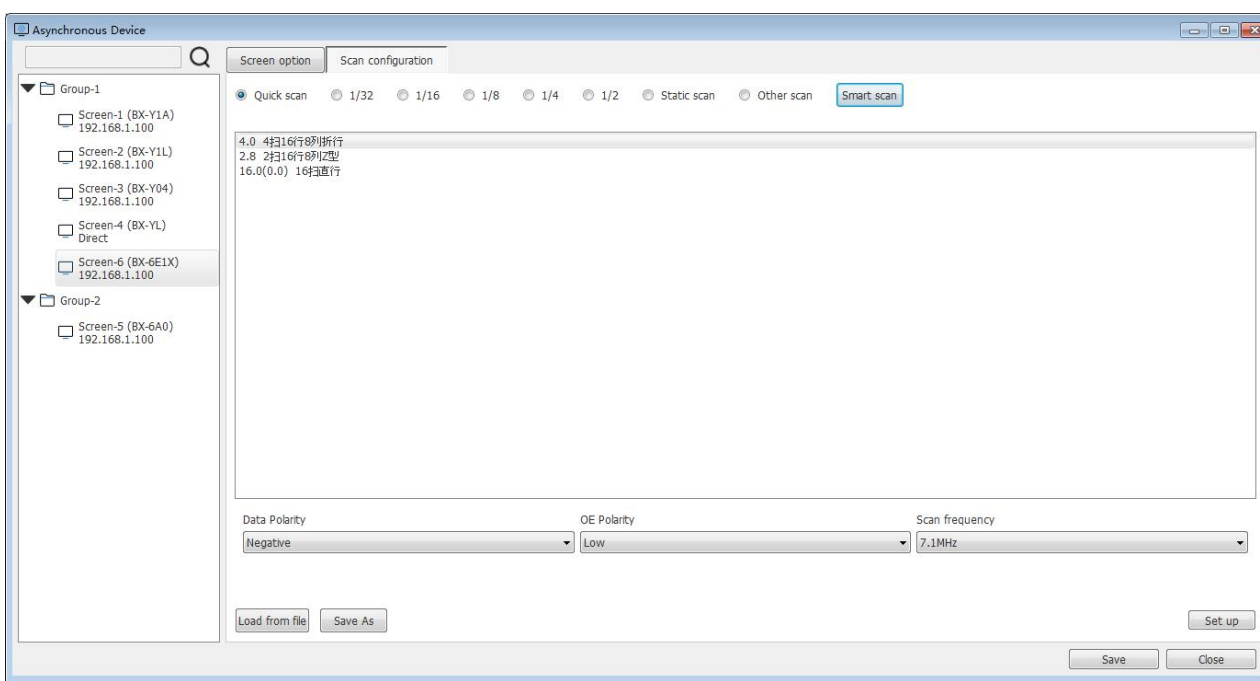 Asynchronous Device
Screen option
Scan configuration
Group-1
Screen-1 (BX-Y1A)
192.168.1.100
Screen-2 (BX-Y1L)
192.168.1.100
Screen-3 (BX-Y04)
192.168.1.100
Screen-4 (BX-YL)
Direct
Screen-6 (BX-6E1X)
192.168.1.100
Group-2
Screen-5 (BX-6A0)
192.168.1.100
Quick scan 1/32 1/16 1/8 1/4 1/2 Static scan Other scan Smart scan
4.0 4扫16行8列折行
2.8 2扫16行8列Z型
16.0(0.0) 16扫直行
Data Polarity OE Polarity Scan frequency
Negative Low 7.1MHz
Load from file Save As Set up
Save Close